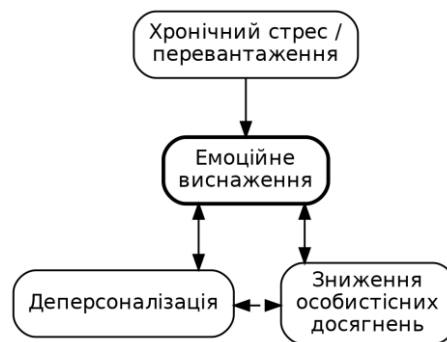 Хронічний стрес /
перевантаження
Емоційне
виснаження
Деперсоналізація
Зниження
особистісних
досягнень